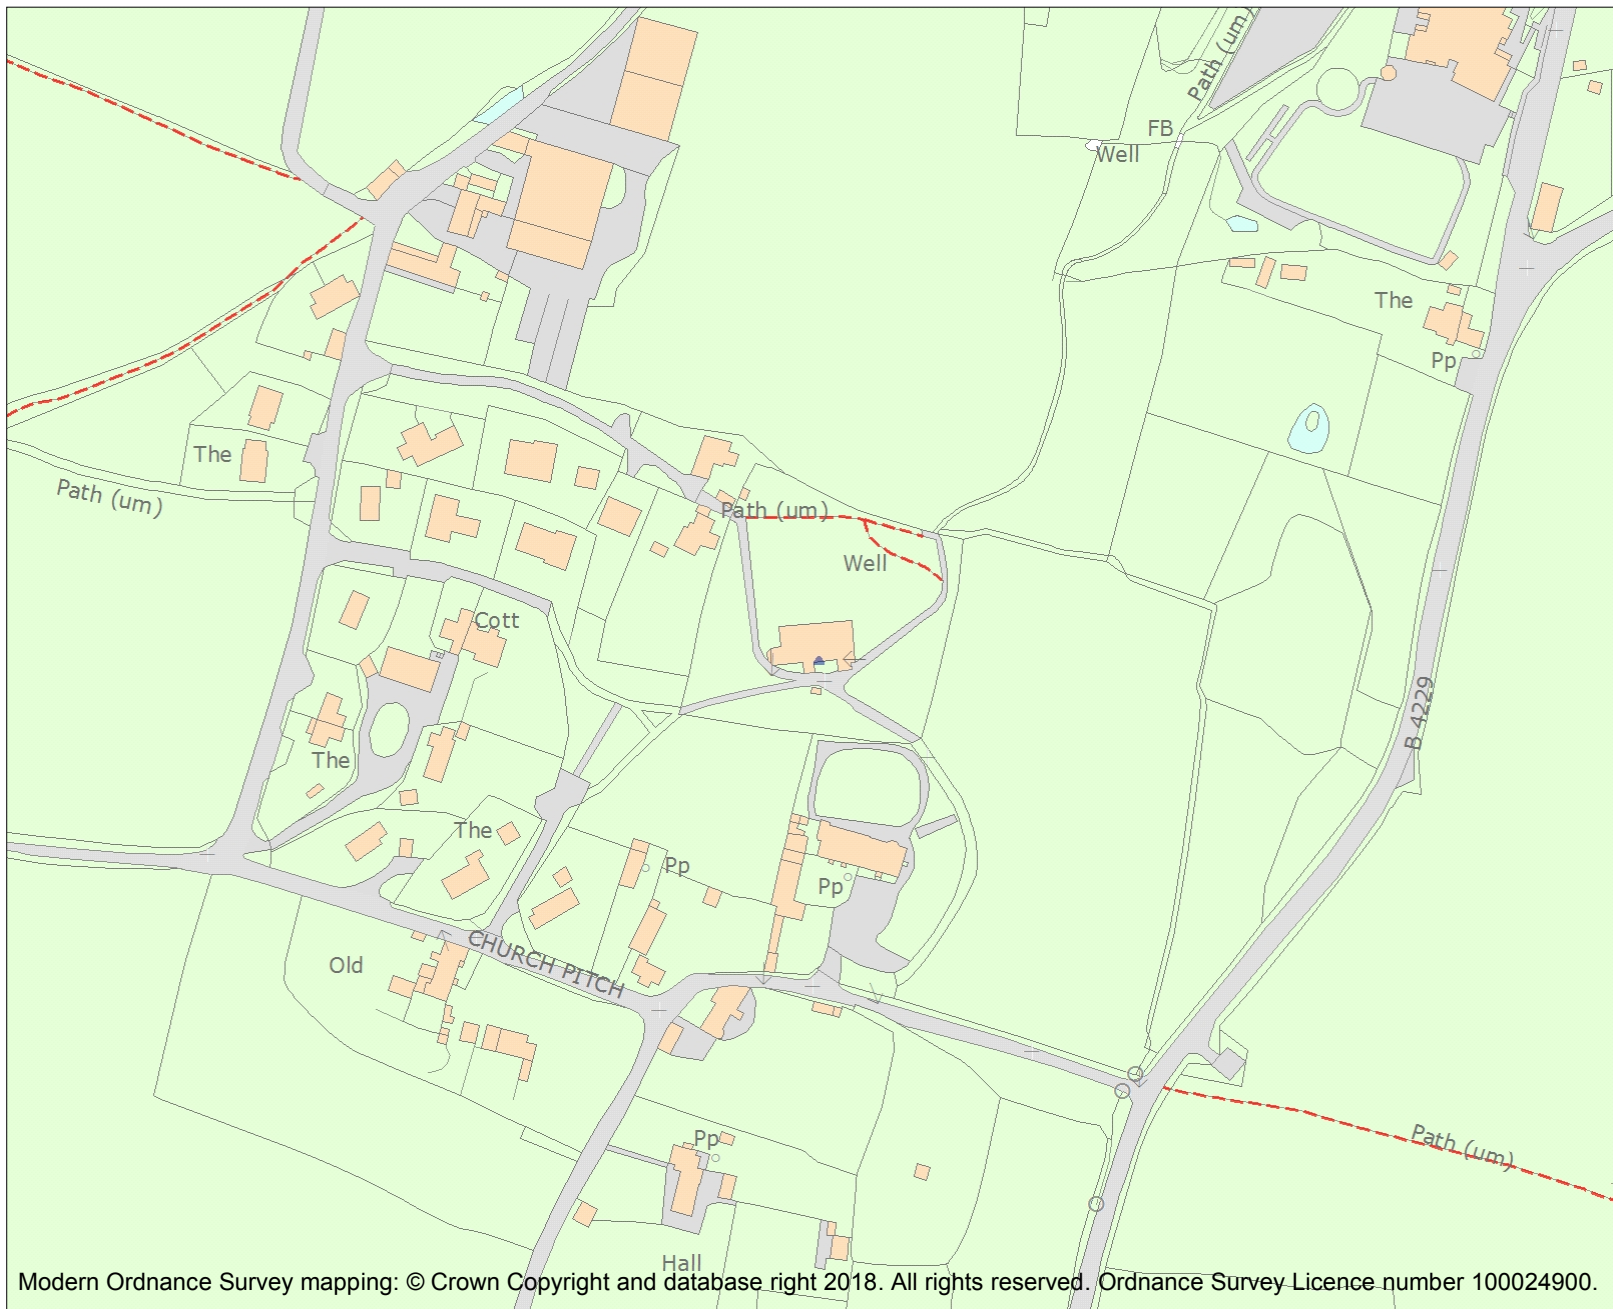 Path (um)
FB
Well
The
Pp
The
Path (um)
Path (um)
Well
Cott
B 4229
The
The
Pp
Pp
CHURCH PITCH
Old
Pp
Path (um)
Hall
Modern Ordnance Survey mapping: © Crown Copyright and database right 2018. All rights reserved. Ordnance Survey Licence number 100024900.